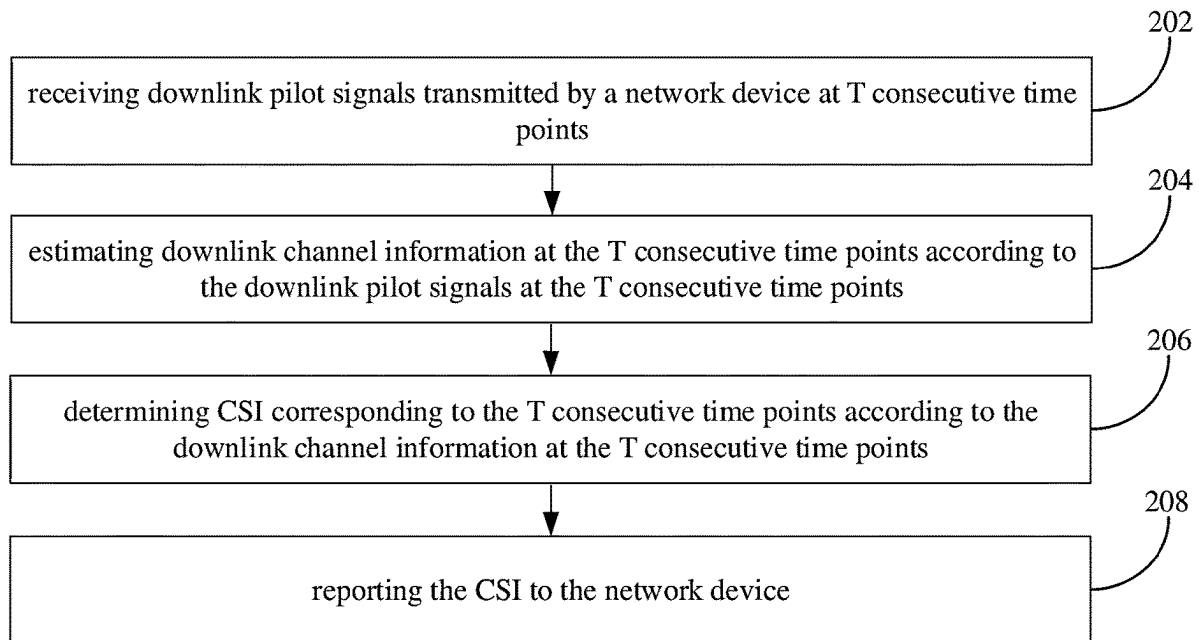 202
receiving downlink pilot signals transmitted by a network device at T consecutive time
points
204
estimating downlink channel information at the T consecutive time points according to
the downlink pilot signals at the T consecutive time points
206
determining CSI corresponding to the T consecutive time points according to the
downlink channel information at the T consecutive time points
208
reporting the CSI to the network device